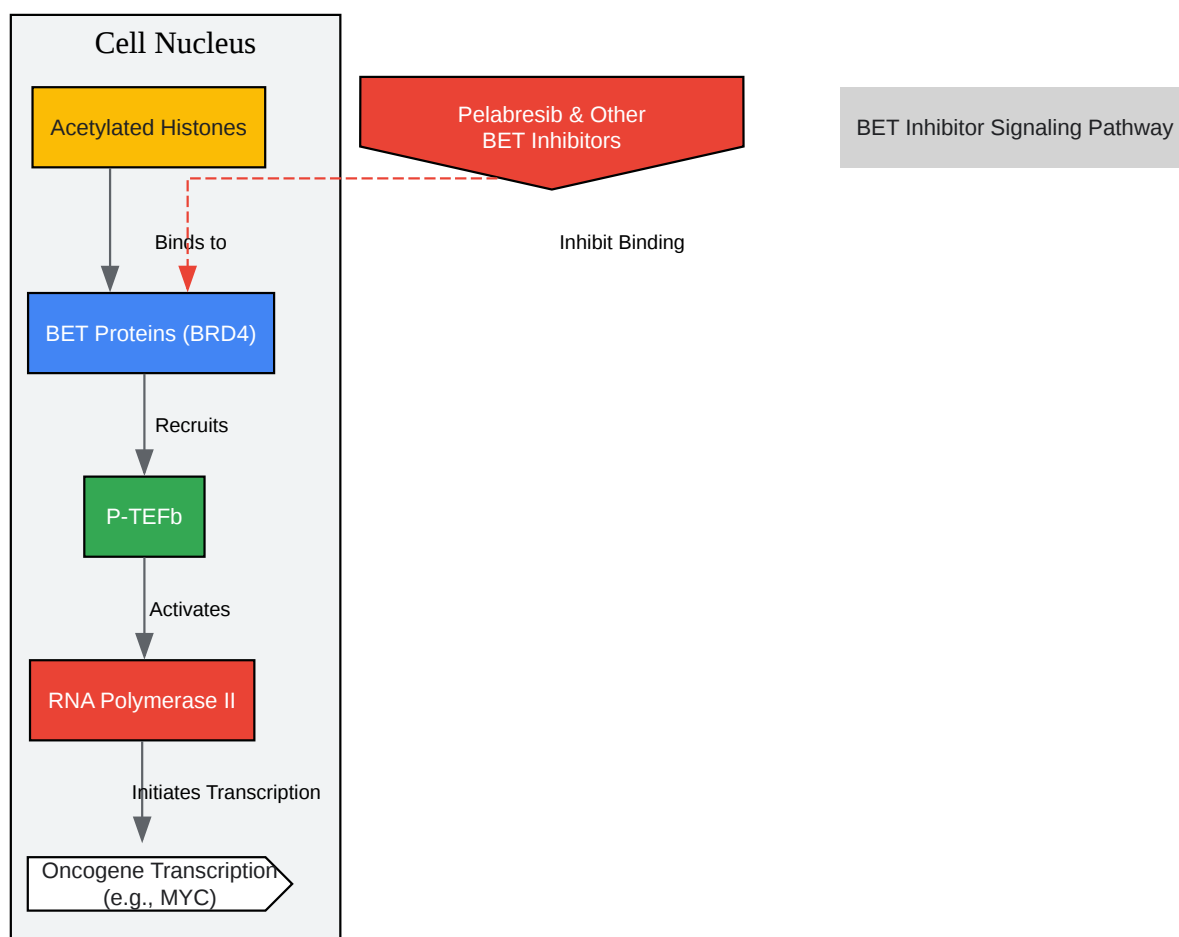 Cell Nucleus
Acetylated Histones
Pelabresib & Other
BET Inhibitors
BET Inhibitor Signaling Pathway
Binds to
Inhibit Binding
BET Proteins (BRD4)
Recruits
P-TEFb
Activates
RNA Polymerase II
Initiates Transcription
Oncogene Transcription
(e.g., MYC)